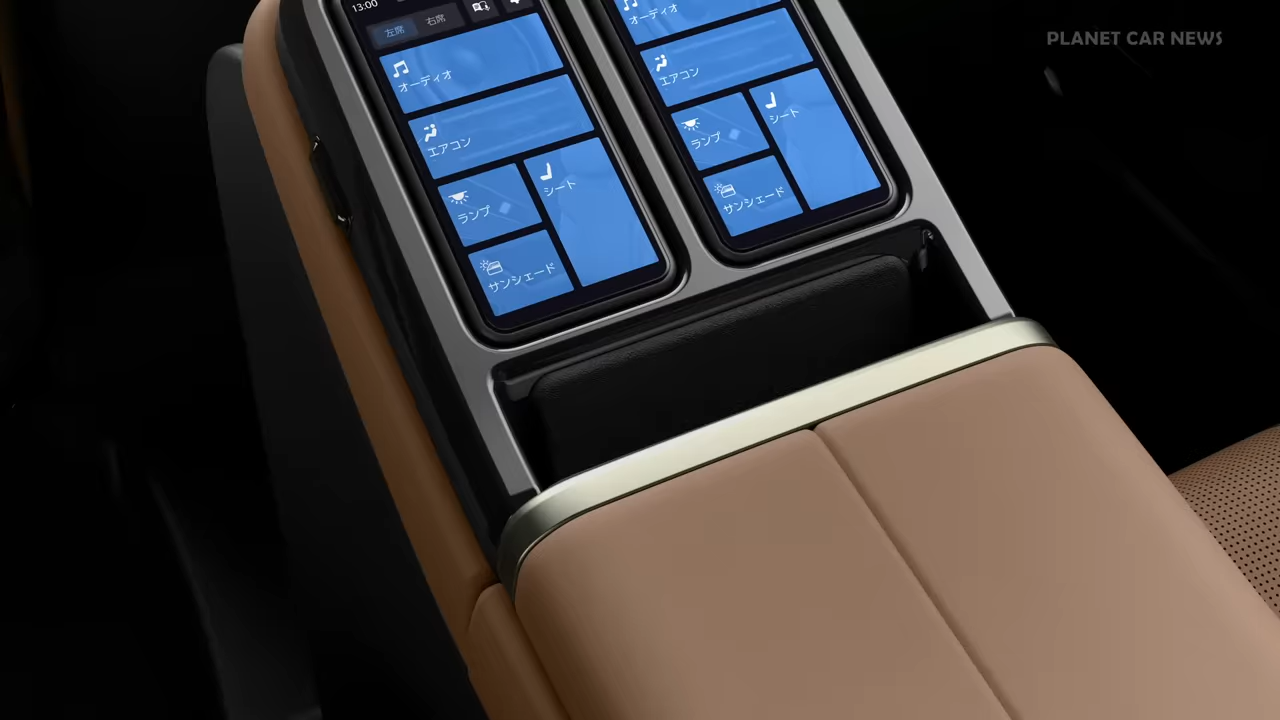 PLANET CAR NEWS
13:00
左席 右席
オーディオ
エアコン
ランプ
シート
サンシェード
オーディオ
エアコン
ランプ
シート
サンシェード